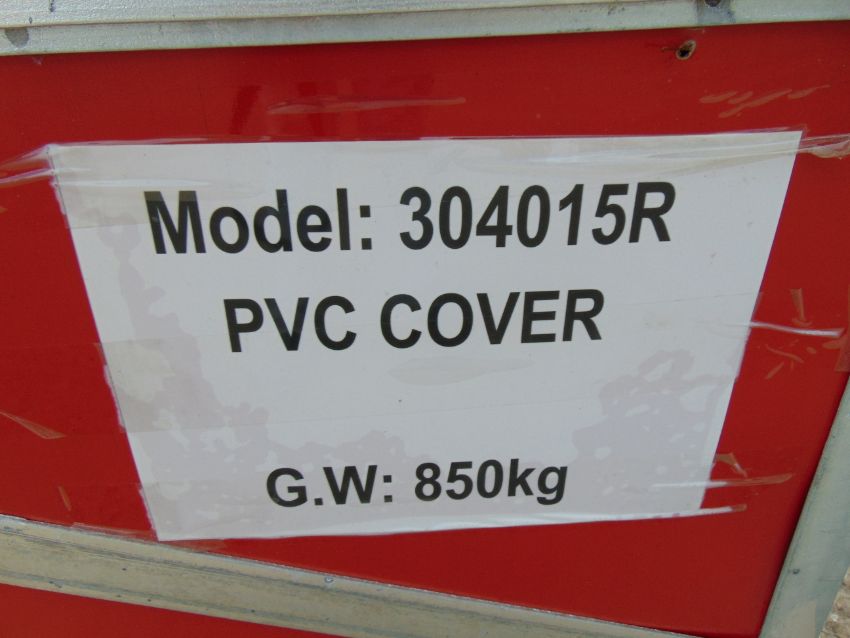 Model: 304015R
PVC COVER
G.W: 850kg